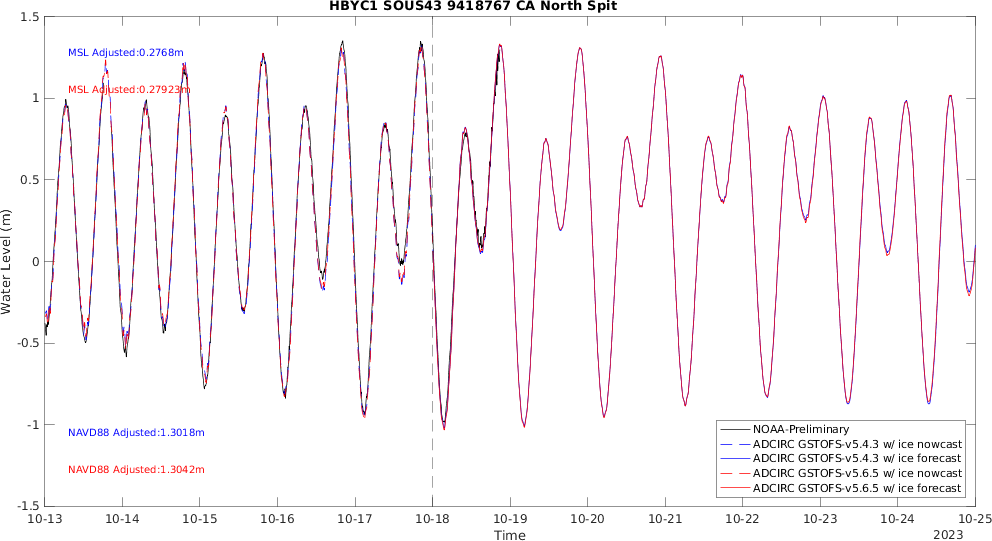 HBYC1 SOUS43 9418767 CA North Spit
1.5
1
0.5
0
-0.5
-1
-1.5
Water Level (m)
MSL Adjusted:0.2768m
MSL Adjusted:0.27923m
NAVD88 Adjusted:1.3018m
NAVD88 Adjusted:1.3042m
NOAA-Preliminary
ADCIRC GSTOFS-v5.4.3 w/ ice nowcast
ADCIRC GSTOFS-v5.4.3 w/ ice forecast
ADCIRC GSTOFS-v5.6.5 w/ ice nowcast
ADCIRC GSTOFS-v5.6.5 w/ ice forecast
10-13 10-14 10-15 10-16 10-17 10-18 10-19 10-20 10-21 10-22 10-23 10-24 10-25
Time
2023